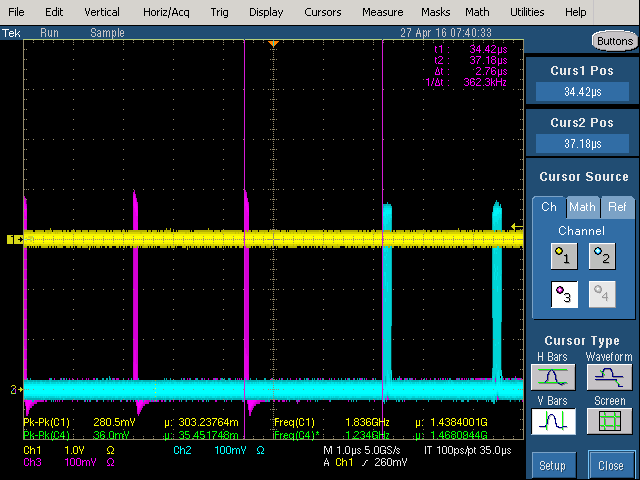 File Edit Vertical Horiz/Acq Trig Display Cursors Measure Masks Math Utilities Help
Tek Run Sample 27 Apr 16 07:40:33
Buttons
t1 : 34.42µs
t2 : 37.18µs
Δt : 2.76µs
1/Δt : 362.3kHz
Curs1 Pos
34.42µs
Curs2 Pos
37.18µs
Cursor Source
Ch Math Ref
Channel
1 2
3 4
1
2
Cursor Type
H Bars Waveform
V Bars Screen
Setup Close
Pk-Pk(C1) 280.5mV µ: 303.23764m Freq(C1) 1.836GHz µ: 1.4384001G
Pk-Pk(C4) 36.0mV µ: 35.451748m Freq(C4)* 1.234GHz µ: 1.4680844G
Ch1 1.0V Ω Ch2 100mV Ω M 1.0µs 5.0GS/s IT 100ps/pt 35.0µs
Ch3 100mV Ω A Ch1 ∕ 260mV